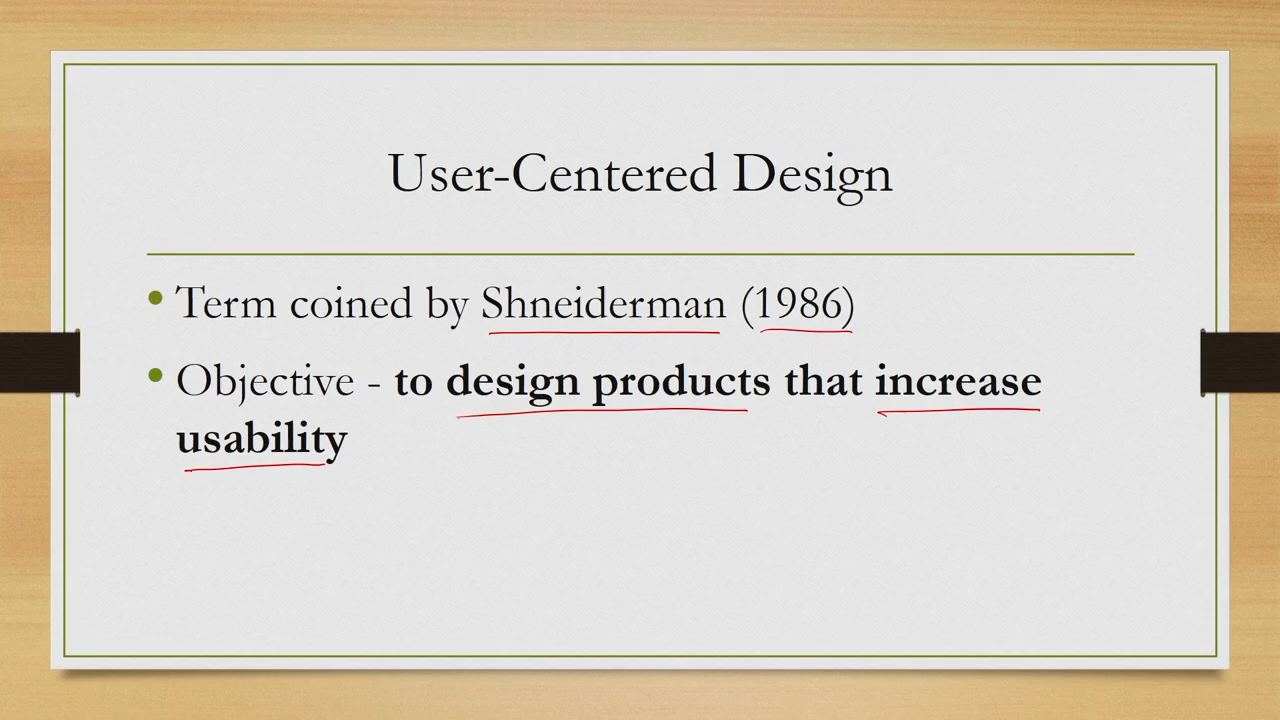 User-Centered Design
• Term coined by Shneiderman (1986)
• Objective - to design products that increase
usability